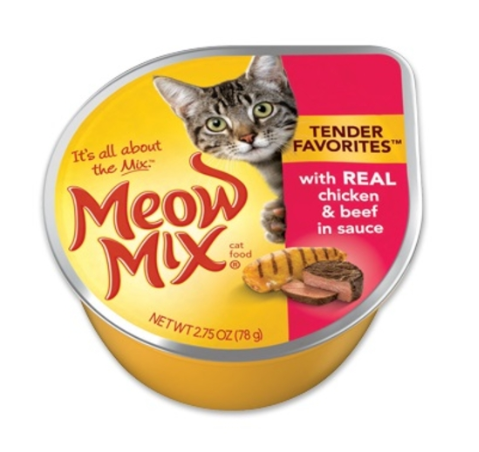 It's all about
the Mix.™
Meow
Mix
cat
food
®
NET WT 2.75 OZ (78 g)
TENDER
FAVORITES™
with REAL
chicken
& beef
in sauce